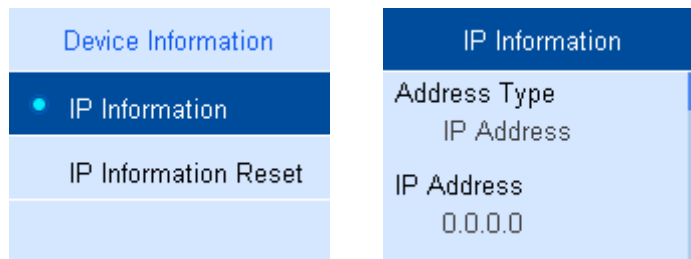 Device Information
IP Information
IP Information Reset
IP Information
Address Type
IP Address
IP Address
0.0.0.0